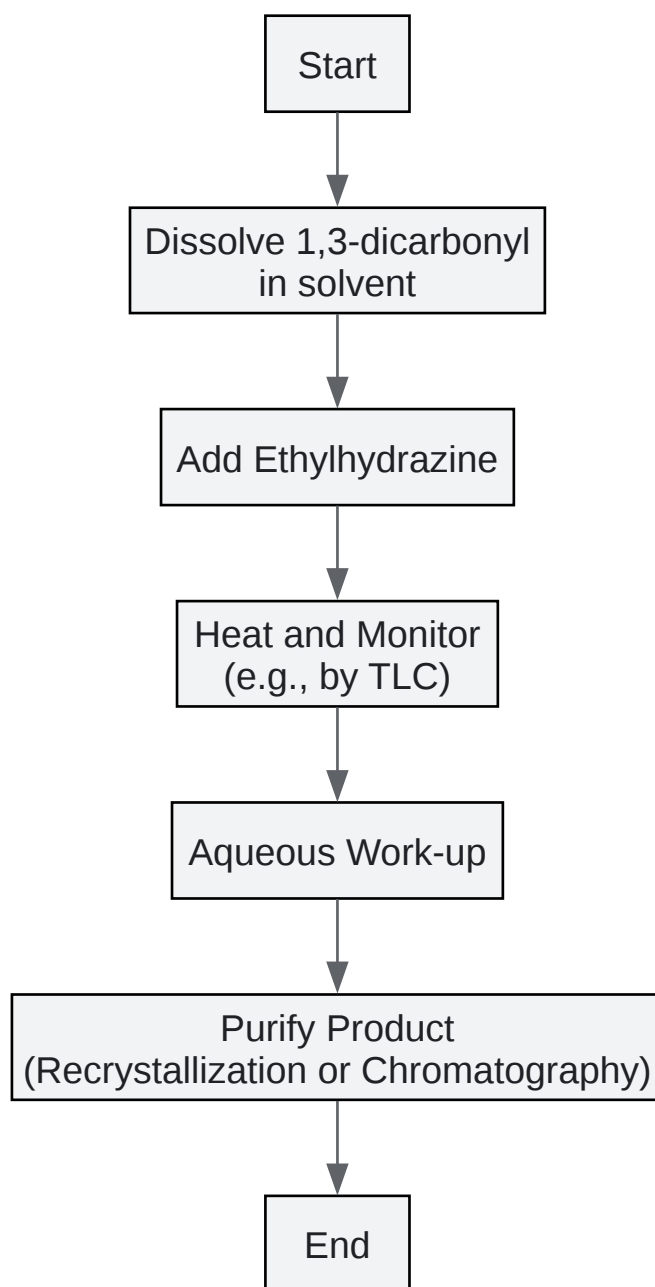 Start
Dissolve 1,3-dicarbonyl
in solvent
Add Ethylhydrazine
Heat and Monitor
(e.g., by TLC)
Aqueous Work-up
Purify Product
(Recrystallization or Chromatography)
End